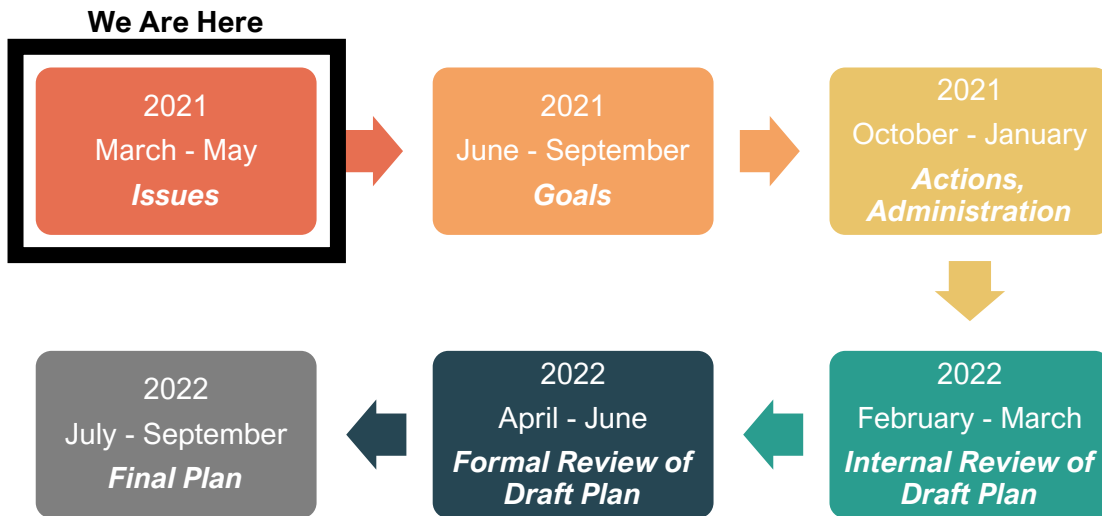 We Are Here
2021
March - May
Issues
2021
June - September
Goals
2021
October - January
Actions,
Administration
2022
February - March
Internal Review of
Draft Plan
2022
April - June
Formal Review of
Draft Plan
2022
July - September
Final Plan